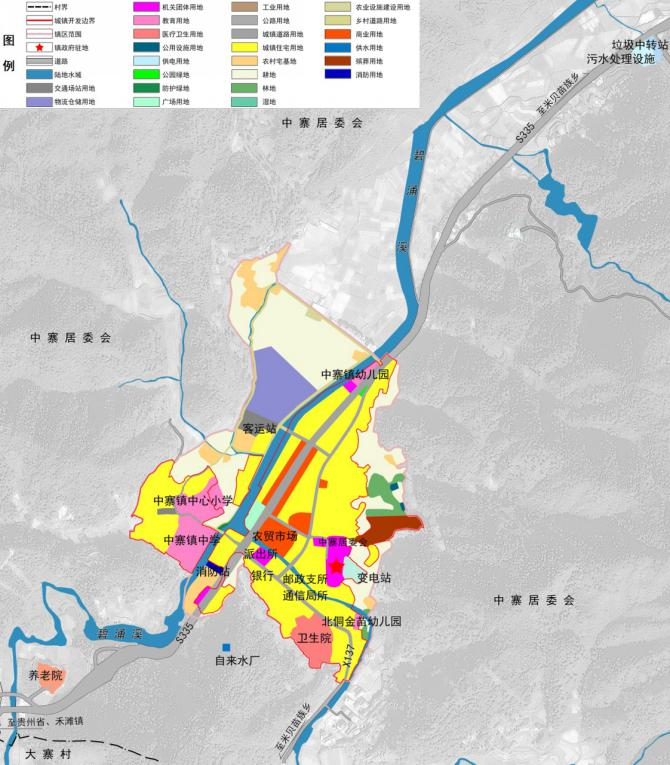 图
例
村界
城镇开发边界
镇区范围
镇政府驻地
道路
陆地水域
交通场站用地
物流仓储用地
机关团体用地
教育用地
医疗卫生用地
公用设施用地
供电用地
公园绿地
防护绿地
广场用地
工业用地
公路用地
城镇道路用地
城镇住宅用地
农村宅基地
耕地
林地
湿地
农业设施建设用地
乡村道路用地
商业用地
供水用地
殡葬用地
消防用地
垃圾中转站
污水处理设施
至米贝苗族乡
S335
中寨居委会
碧
涌
溪
中寨居委会
中寨镇幼儿园
客运站
中寨镇中心小学
中寨镇中学
农贸市场
中寨居委会
派出所
消防站
银行
邮政支所
变电站
通信局所
中寨居委会
北侗金苗幼儿园
卫生院
碧涌溪
S335
自来水厂
X137
养老院
至贵州省、禾滩镇
至米贝苗族乡
大寨村